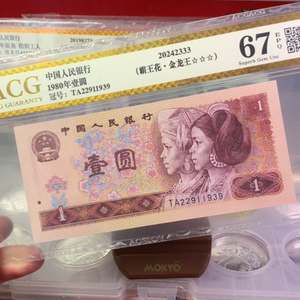 ACG
GUARANTY
中国人民银行
1980年壹圆
冠号：TA22911939
20242333
(霸王花·金龙王☆☆☆)
67 EPQ
Superb Gem Unc
中国人民银行
1
壹圆
TA22911939
1
MOKYO